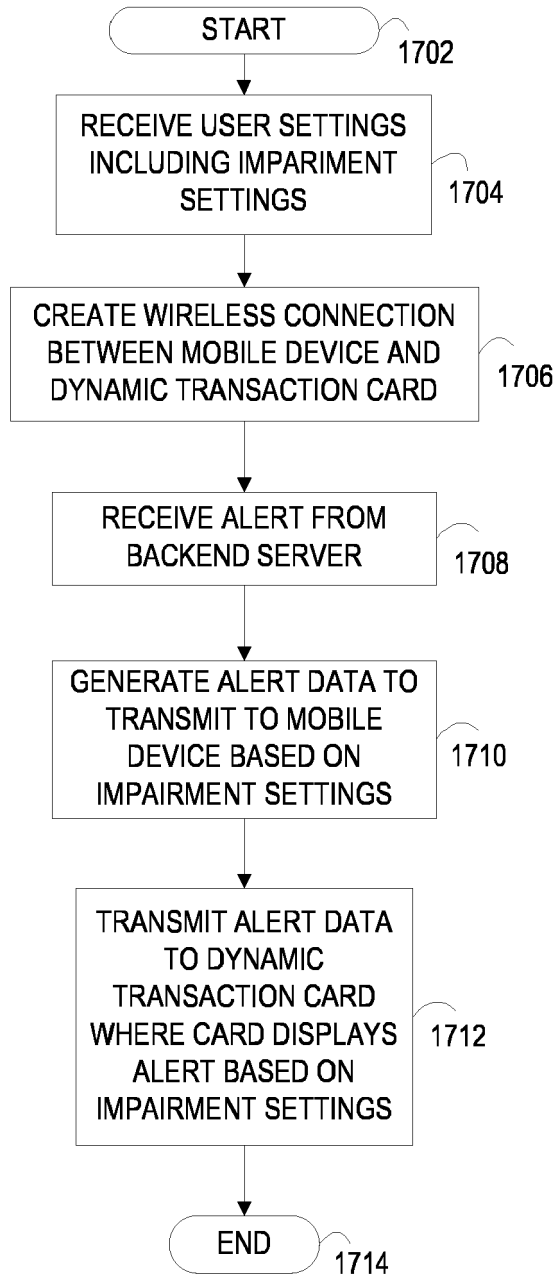 START
1702
RECEIVE USER SETTINGS
INCLUDING IMPARIMENT
SETTINGS
1704
CREATE WIRELESS CONNECTION
BETWEEN MOBILE DEVICE AND
DYNAMIC TRANSACTION CARD
1706
RECEIVE ALERT FROM
BACKEND SERVER
1708
GENERATE ALERT DATA TO
TRANSMIT TO MOBILE
DEVICE BASED ON
IMPAIRMENT SETTINGS
1710
TRANSMIT ALERT DATA
TO DYNAMIC
TRANSACTION CARD
WHERE CARD DISPLAYS
ALERT BASED ON
IMPAIRMENT SETTINGS
1712
END
1714